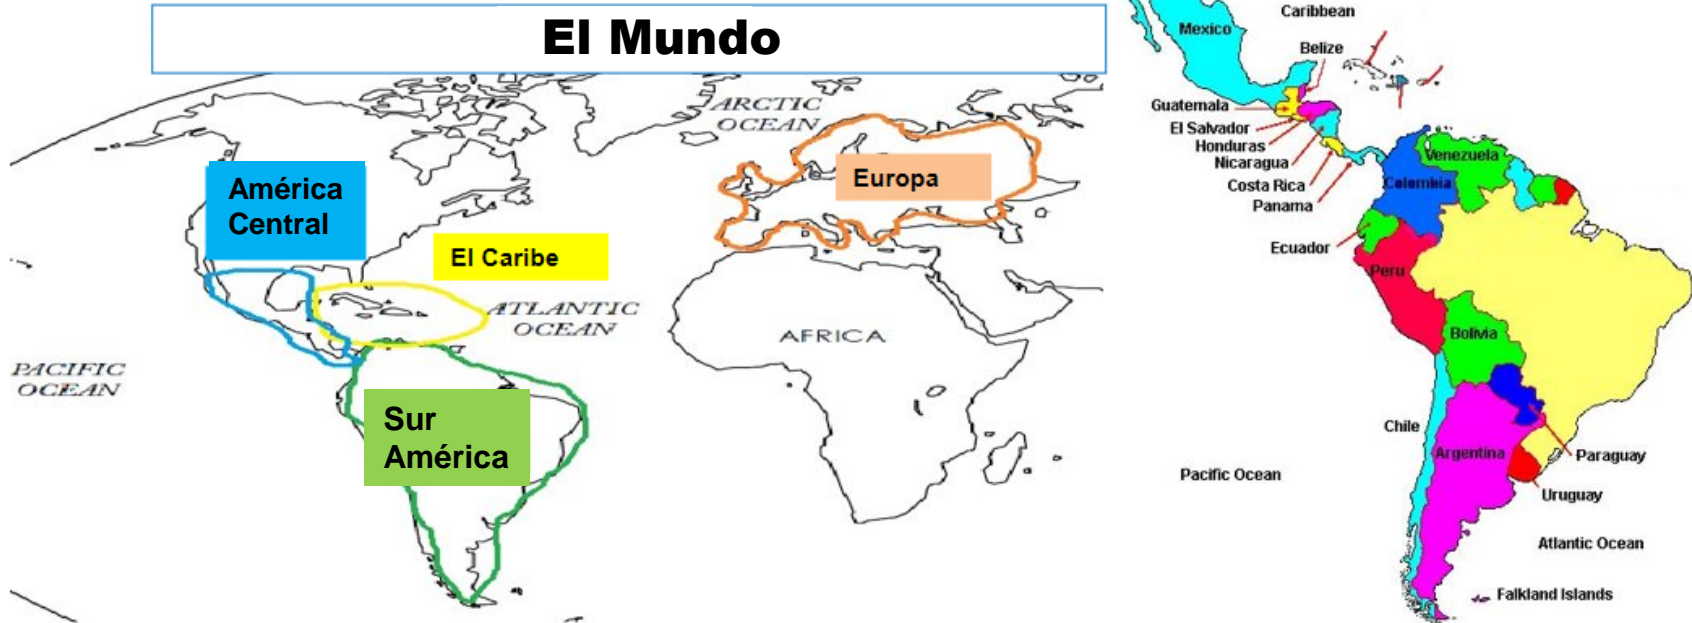 El Mundo
ARCTIC
OCEAN
América
Central
Europa
El Caribe
ATLANTIC
OCEAN
AFRICA
PACIFIC
OCEAN
Sur
América
Caribbean
Mexico
Belize
Guatemala
El Salvador
Honduras
Nicaragua
Costa Rica
Panama
Venezuela
Colombia
Ecuador
Peru
Bolivia
Chile
Argentina
Paraguay
Pacific Ocean
Uruguay
Atlantic Ocean
Falkland Islands